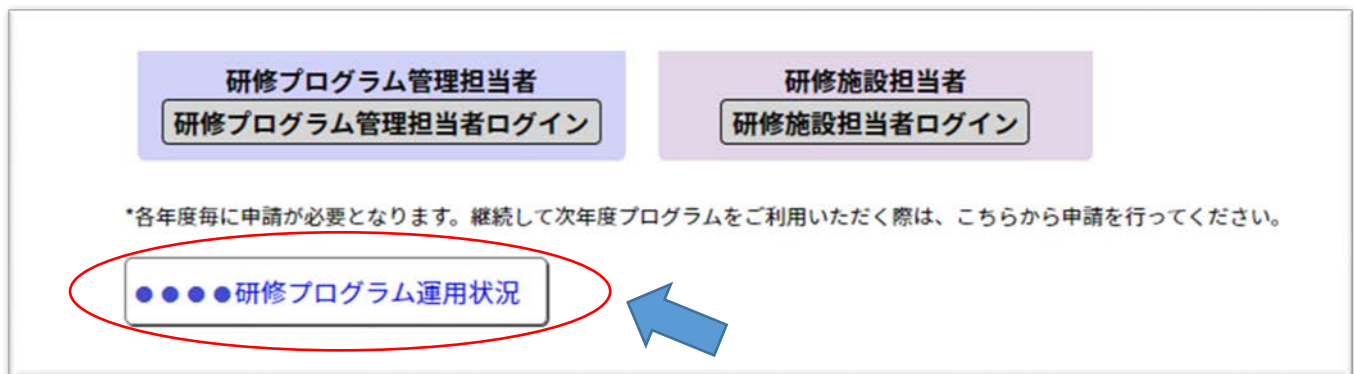 研修プログラム管理担当者
研修プログラム管理担当者ログイン
研修施設担当者
研修施設担当者ログイン
*各年度毎に申請が必要となります。継続して次年度プログラムをご利用いただく際は、こちらから申請を行ってください。
●●●●研修プログラム運用状況